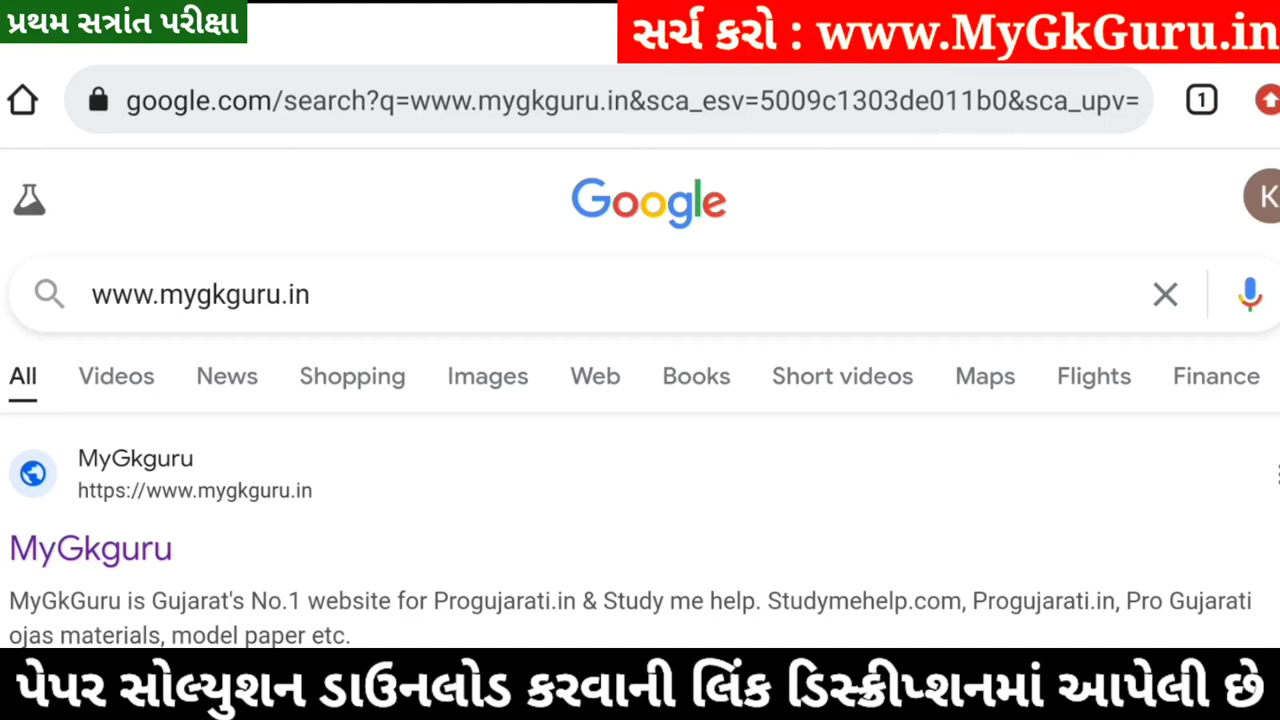 પ્રથમ સત્રાંત પરીક્ષા
સર્ચ કરો : www.MyGkGuru.in
google.com/search?q=www.mygkguru.in&sca_esv=5009c1303de011b0&sca_upv=
1
Google
K
www.mygkguru.in
All Videos News Shopping Images Web Books Short videos Maps Flights Finance
MyGkguru
https://www.mygkguru.in
MyGkguru
MyGkGuru is Gujarat's No.1 website for Progujarati.in & Study me help. Studymehelp.com, Progujarati.in, Pro Gujarati
ojas materials, model paper etc.
પેપર સોલ્યુશન ડાઉનલોડ કરવાની લિંક ડિસ્ક્રીપ્શનમાં આપેલી છે